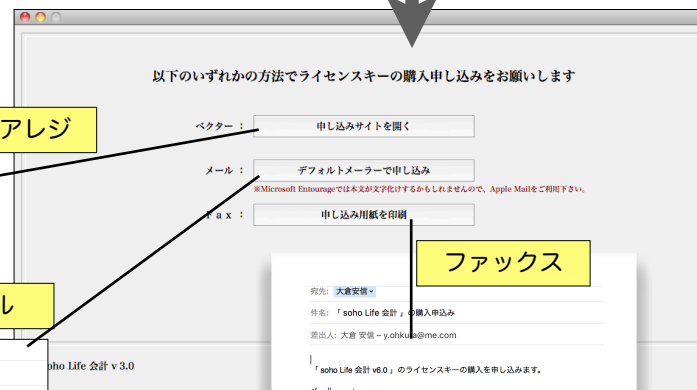 以下のいずれかの方法でライセンスキーの購入申し込みをお願いします
アレジ
ベクター：
申し込みサイトを開く
メール：
デフォルトメーラーで申し込み
※Microsoft Entourageでは本文が文字化けするかもしれませんので、Apple Mailをご利用下さい。
Fax：
申し込み用紙を印刷
ファックス
ル
宛先: 大倉安信
件名: 「 soho Life 会計 」の購入申込み
差出人: 大倉 安信 – y.ohkura@me.com
「 soho Life 会計 v6.0 」のライセンスキーの購入を申し込みます。
soho Life 会計 v 3.0